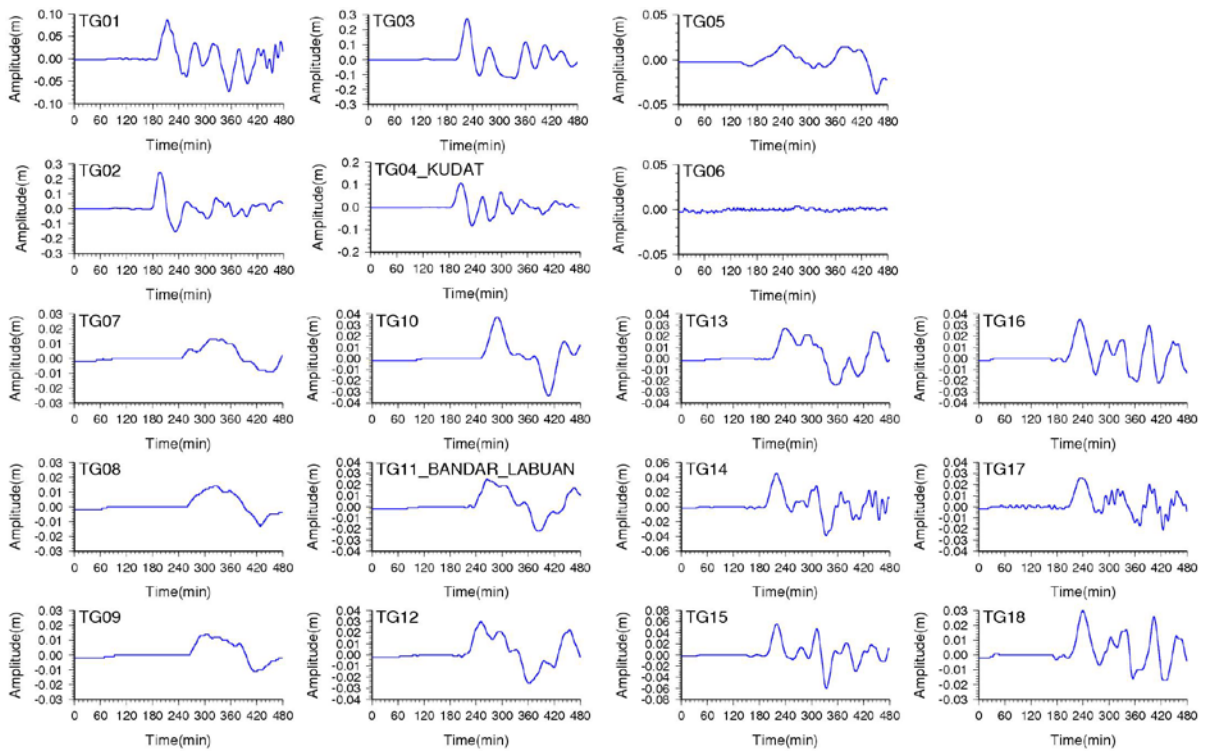 TG01
Amplitude(m)
0.10
0.05
0.00
-0.05
-0.10
0 60 120 180 240 300 360 420 480
Time(min)
TG03
Amplitude(m)
0.3
0.2
0.1
0.0
-0.1
-0.2
-0.3
0 60 120 180 240 300 360 420 480
Time(min)
TG05
Amplitude(m)
0.05
0.00
-0.05
0 60 120 180 240 300 360 420 480
Time(min)
TG02
Amplitude(m)
0.3
0.2
0.1
0.0
-0.1
-0.2
-0.3
0 60 120 180 240 300 360 420 480
Time(min)
TG04_KUDAT
Amplitude(m)
0.2
0.1
0.0
-0.1
-0.2
0 60 120 180 240 300 360 420 480
Time(min)
TG06
Amplitude(m)
0.05
0.00
-0.05
0 60 120 180 240 300 360 420 480
Time(min)
TG07
Amplitude(m)
0.03
0.02
0.01
0.00
-0.01
-0.02
-0.03
0 60 120 180 240 300 360 420 480
Time(min)
TG10
Amplitude(m)
0.04
0.03
0.02
0.01
0.00
-0.01
-0.02
-0.03
-0.04
0 60 120 180 240 300 360 420 480
Time(min)
TG13
Amplitude(m)
0.04
0.03
0.02
0.01
0.00
-0.01
-0.02
-0.03
-0.04
0 60 120 180 240 300 360 420 480
Time(min)
TG16
Amplitude(m)
0.04
0.03
0.02
0.01
0.00
-0.01
-0.02
-0.03
-0.04
0 60 120 180 240 300 360 420 480
Time(min)
TG08
Amplitude(m)
0.03
0.02
0.01
0.00
-0.01
-0.02
-0.03
0 60 120 180 240 300 360 420 480
Time(min)
TG11_BANDAR_LABUAN
Amplitude(m)
0.04
0.03
0.02
0.01
0.00
-0.01
-0.02
-0.03
-0.04
0 60 120 180 240 300 360 420 480
Time(min)
TG14
Amplitude(m)
0.06
0.04
0.02
0.00
-0.02
-0.04
-0.06
0 60 120 180 240 300 360 420 480
Time(min)
TG17
Amplitude(m)
0.04
0.03
0.02
0.01
0.00
-0.01
-0.02
-0.03
-0.04
0 60 120 180 240 300 360 420 480
Time(min)
TG09
Amplitude(m)
0.03
0.02
0.01
0.00
-0.01
-0.02
-0.03
0 60 120 180 240 300 360 420 480
Time(min)
TG12
Amplitude(m)
0.04
0.03
0.02
0.01
0.00
-0.01
-0.02
-0.03
-0.04
0 60 120 180 240 300 360 420 480
Time(min)
TG15
Amplitude(m)
0.08
0.06
0.04
0.02
0.00
-0.02
-0.04
-0.06
-0.08
0 60 120 180 240 300 360 420 480
Time(min)
TG18
Amplitude(m)
0.03
0.02
0.01
0.00
-0.01
-0.02
-0.03
0 60 120 180 240 300 360 420 480
Time(min)